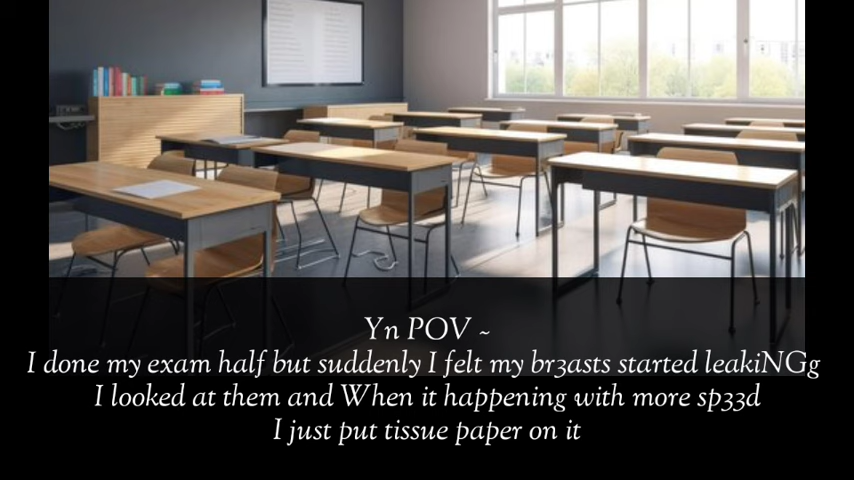 Yn POV ~
I done my exam half but suddenly I felt my br3asts started leakiNGg
I looked at them and When it happening with more sp33d
I just put tissue paper on it